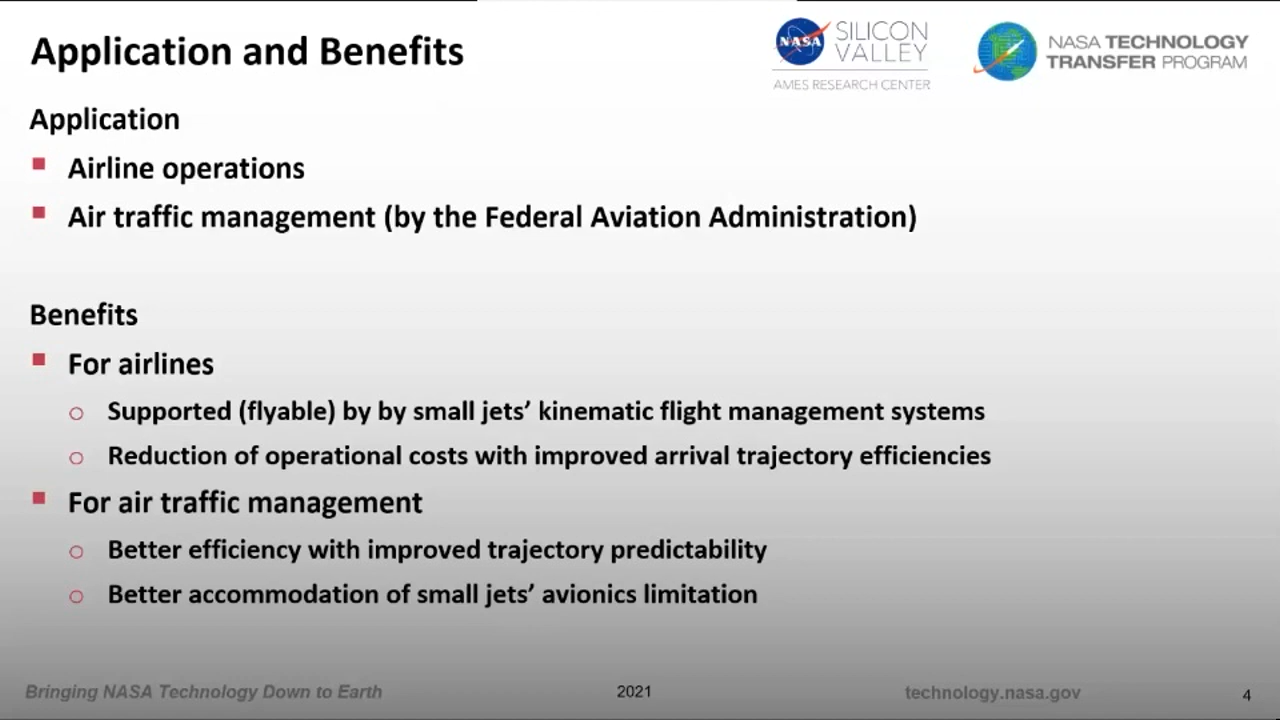 Application and Benefits
NASA
SILICON
VALLEY
AMES RESEARCH CENTER
NASA TECHNOLOGY
TRANSFER PROGRAM
Application
▪ Airline operations
▪ Air traffic management (by the Federal Aviation Administration)
Benefits
▪ For airlines
○ Supported (flyable) by by small jets’ kinematic flight management systems
○ Reduction of operational costs with improved arrival trajectory efficiencies
▪ For air traffic management
○ Better efficiency with improved trajectory predictability
○ Better accommodation of small jets’ avionics limitation
Bringing NASA Technology Down to Earth
2021
technology.nasa.gov
4